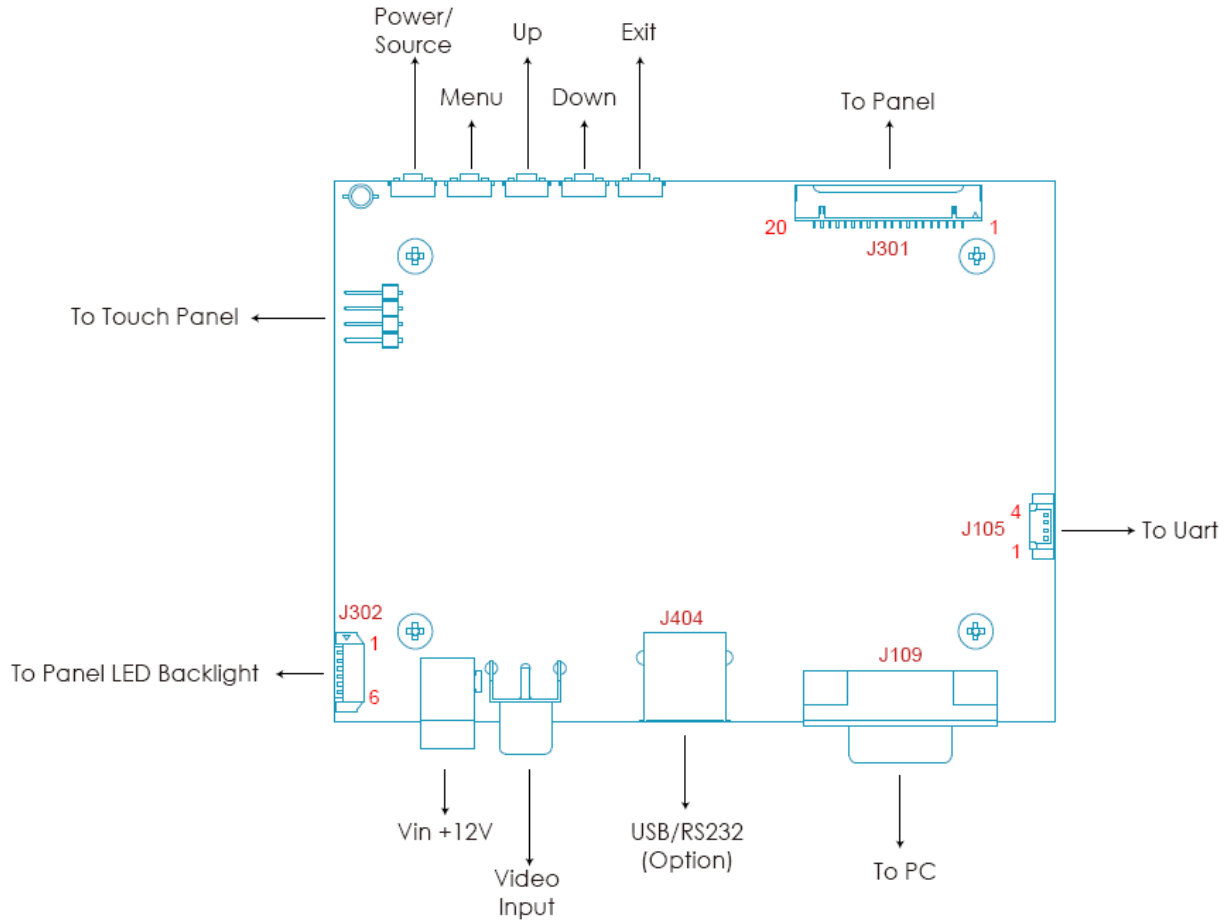 Power/
Source
Up
Exit
Menu
Down
To Panel
20
1
J301
To Touch Panel
4
J105
1
To Uart
J302
1
6
To Panel LED Backlight
J404
J109
Vin +12V
Video
Input
USB/RS232
(Option)
To PC